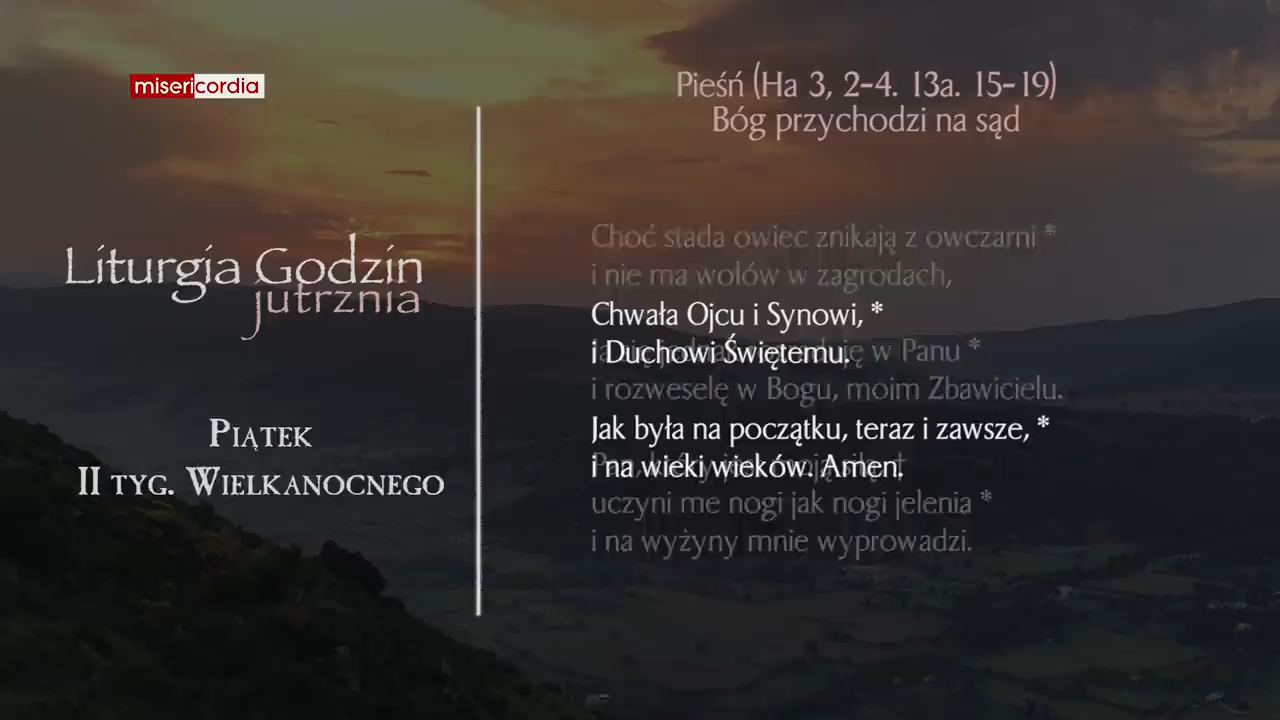 misericordia
Pieśń (Ha 3, 2-4. 13a. 15-19)
Bóg przychodzi na sąd
Liturgia Godzin
jutrznia
Piątek
II tyg. Wielkanocnego
Choć stada owiec znikają z owczarni *
i nie ma wołów w zagrodach,
Chwała Ojcu i Synowi, *
i Duchowi Świętemu.
w Panu *
i rozweselę w Bogu, moim Zbawicielu.
Jak była na początku, teraz i zawsze, *
i na wieki wieków. Amen.
uczyni me nogi jak nogi jelenia *
i na wyżyny mnie wyprowadzi.